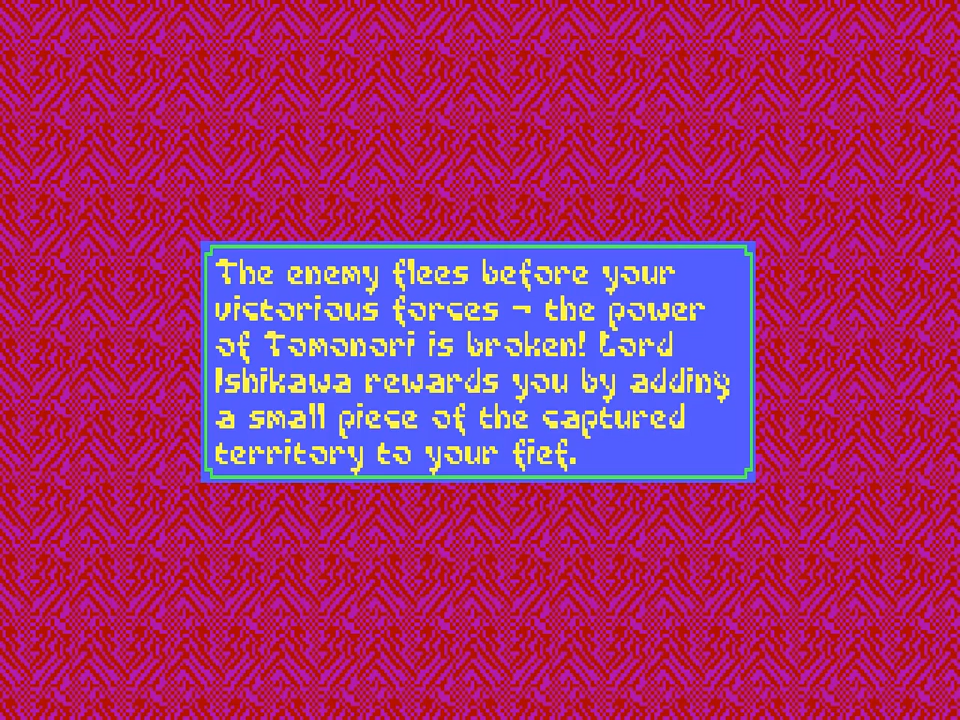 The enemy flees before your
victorious forces - the power
of Tomonori is broken! Lord
Ishikawa rewards you by adding
a small piece of the captured
territory to your fief.